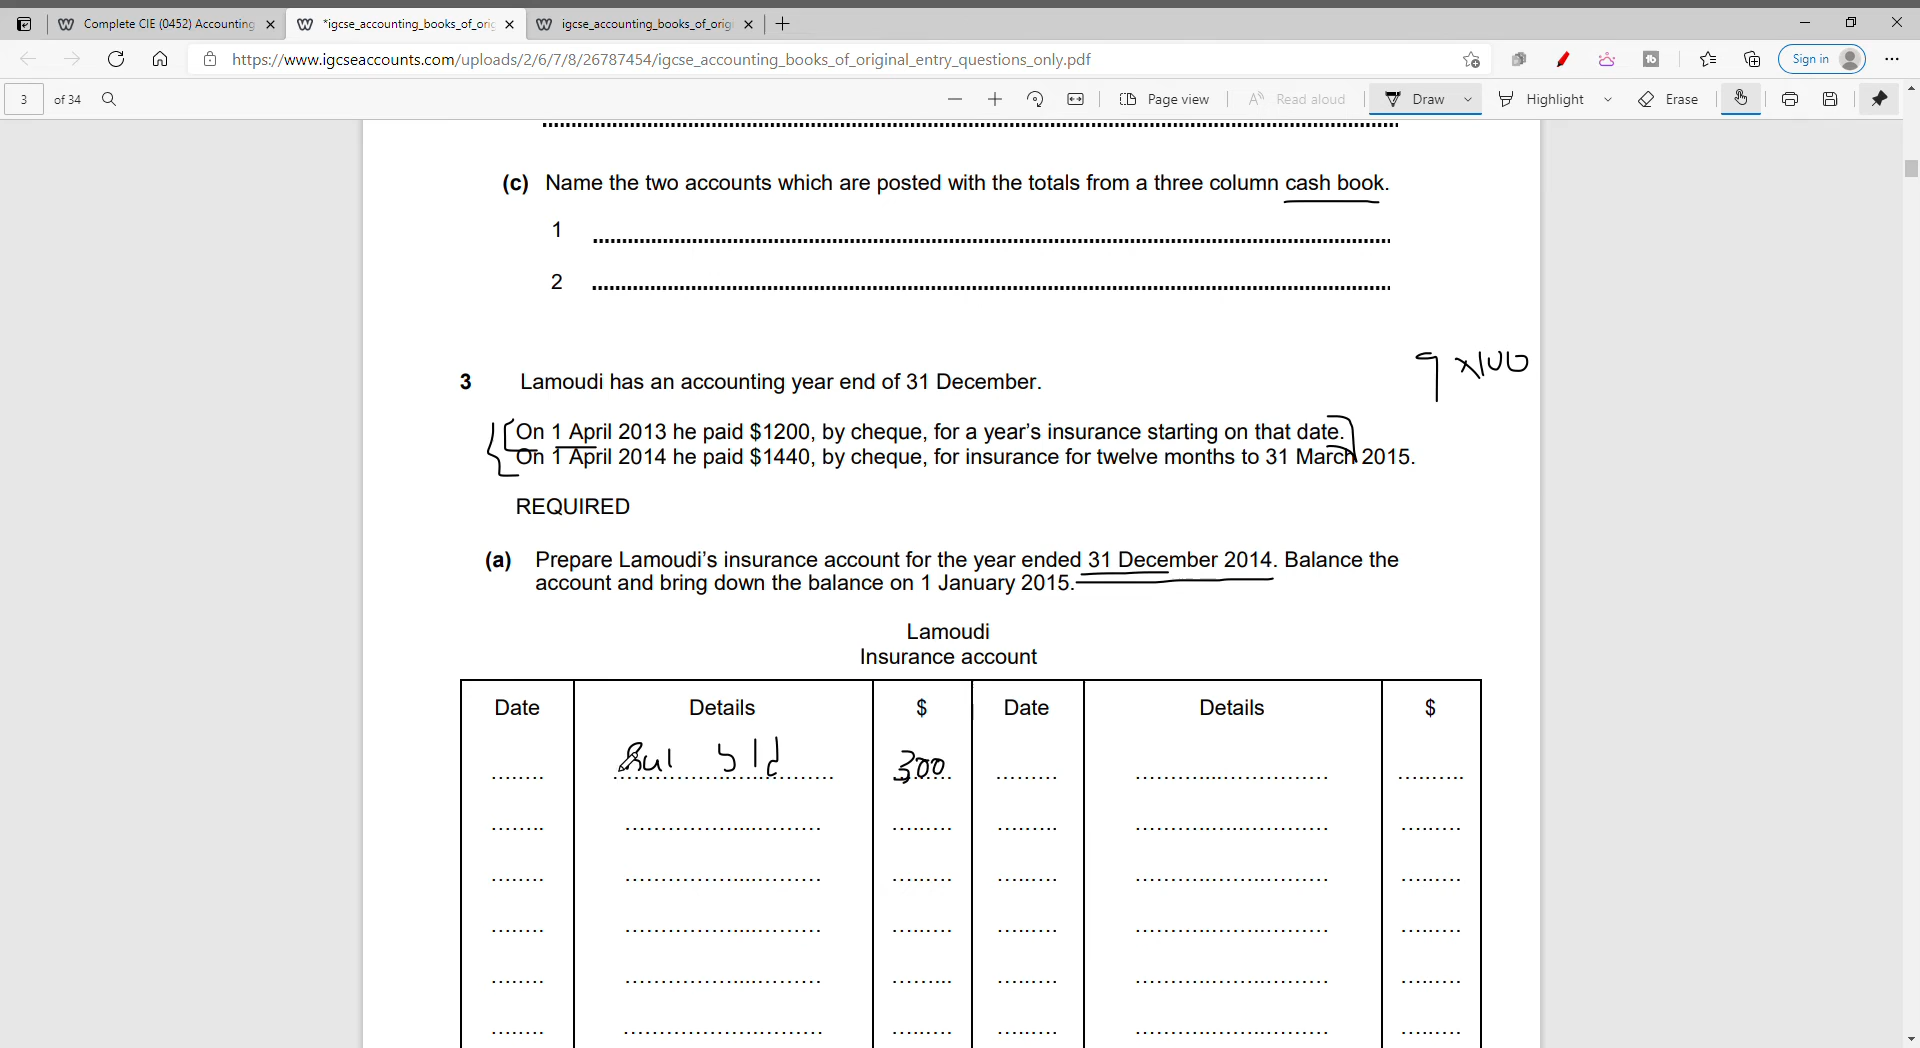 Complete CIE (0452) Accounting
*igcse_accounting_books_of_orig
igcse_accounting_books_of_orig
https://www.igcseaccounts.com/uploads/2/6/7/8/26787454/igcse_accounting_books_of_original_entry_questions_only.pdf
Sign in
3 of 34
Page view
Read aloud
Draw
Highlight
Erase
(c) Name the two accounts which are posted with the totals from a three column cash book.
1
2
9 x100
3 Lamoudi has an accounting year end of 31 December.
On 1 April 2013 he paid $1200, by cheque, for a year's insurance starting on that date.
On 1 April 2014 he paid $1440, by cheque, for insurance for twelve months to 31 March 2015.
REQUIRED
(a) Prepare Lamoudi's insurance account for the year ended 31 December 2014. Balance the
account and bring down the balance on 1 January 2015.
Lamoudi
Insurance account
Date Details $ Date Details $
Bal b/d 300